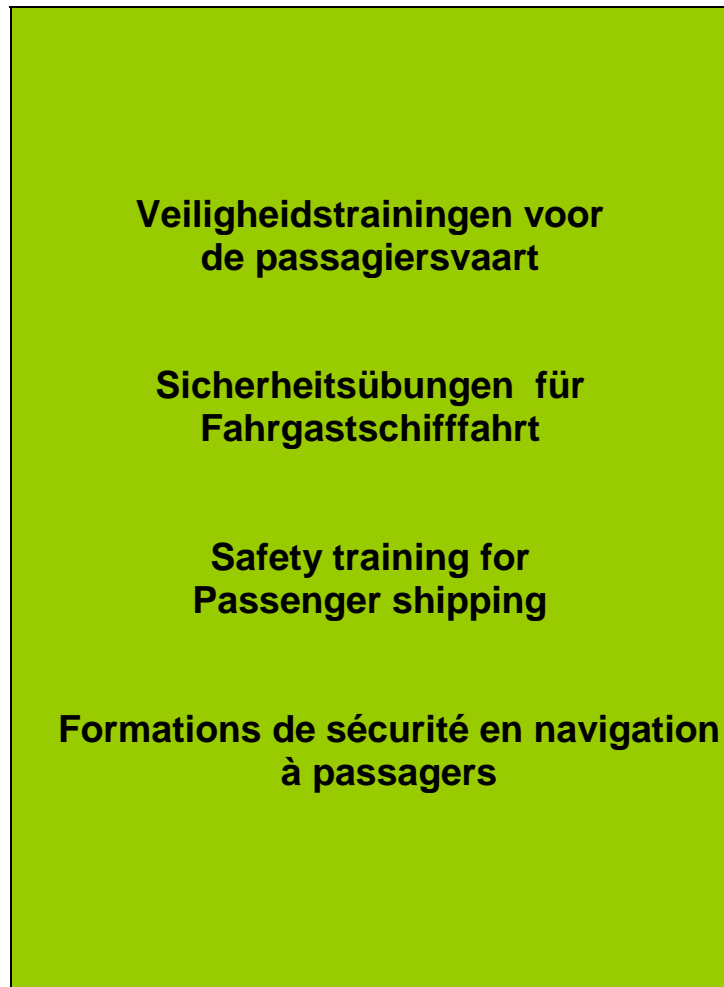 Veiligheidstrainingen voor
de passagiersvaart
Sicherheitsübungen für
Fahrgastschifffahrt
Safety training for
Passenger shipping
Formations de sécurité en navigation
à passagers